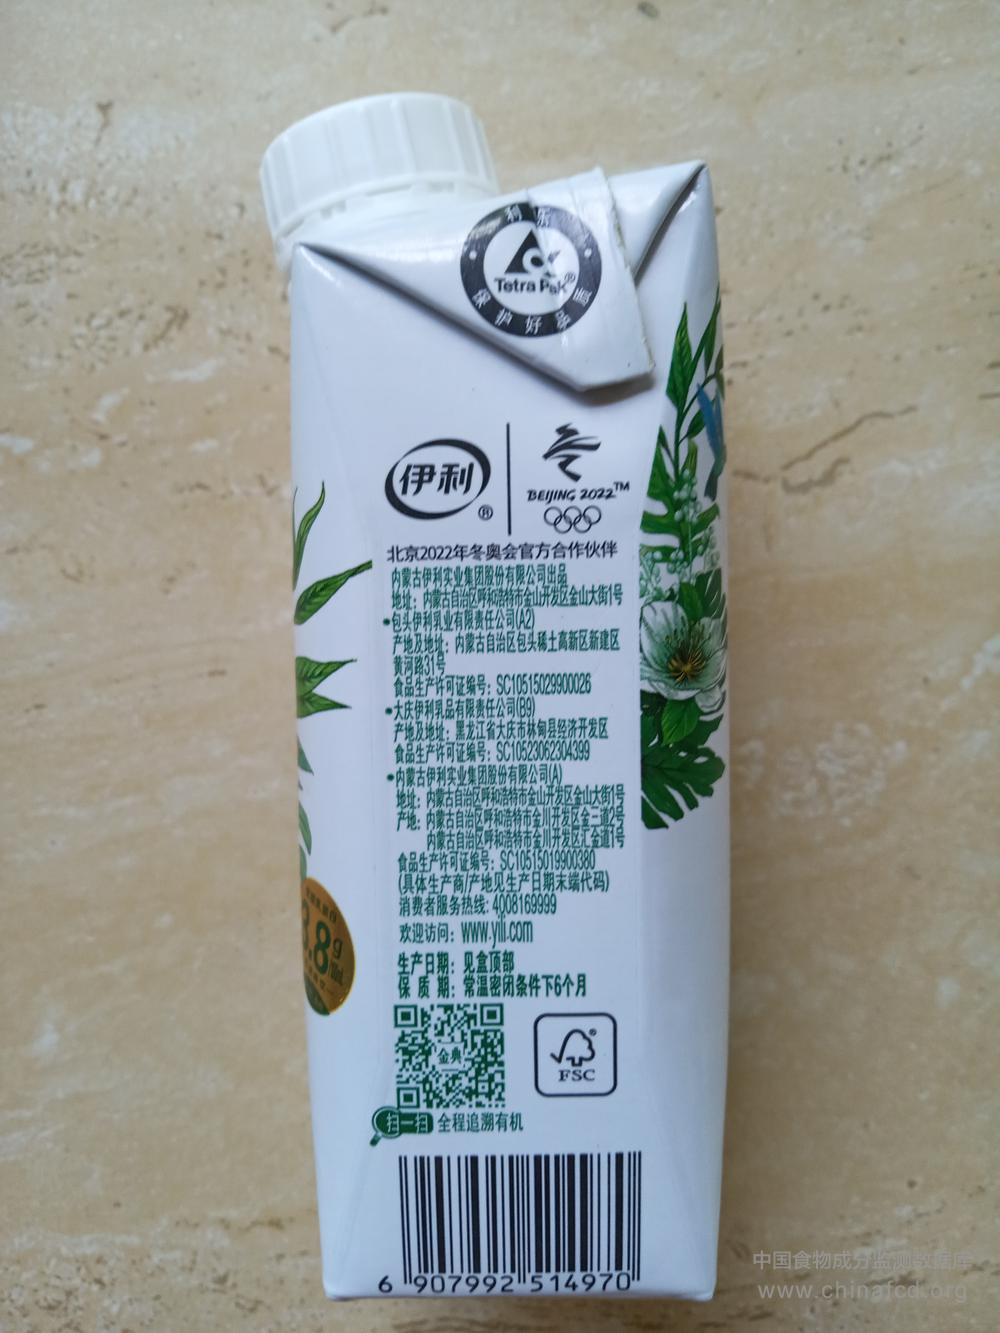 利乐
Tetra Pak®
保护好品质
伊利
®
BEIJING 2022™
北京2022年冬奥会官方合作伙伴
内蒙古伊利实业集团股份有限公司出品
地址：内蒙古自治区呼和浩特市金山开发区金山大街1号
•包头伊利乳业有限责任公司(A2)
产地及地址：内蒙古自治区包头稀土高新区新建区
黄河路31号
食品生产许可证编号：SC10515029900026
•大庆伊利乳品有限责任公司(B9)
产地及地址：黑龙江省大庆市林甸县经济开发区
食品生产许可证编号：SC10523062304399
•内蒙古伊利实业集团股份有限公司(A)
地址：内蒙古自治区呼和浩特市金山开发区金山大街1号
产地：内蒙古自治区呼和浩特市金川开发区金三道2号
内蒙古自治区呼和浩特市金川开发区汇金道1号
食品生产许可证编号：SC10515019900380
(具体生产商/产地见生产日期末端代码)
消费者服务热线：4008169999
欢迎访问：www.yili.com
3.8g
生产日期：见盒顶部
保 质 期：常温密闭条件下6个月
金典
FSC
®
扫一扫 全程追溯有机
6 907992 514970
中国食物成分监测数据库
www.chinafcd.org